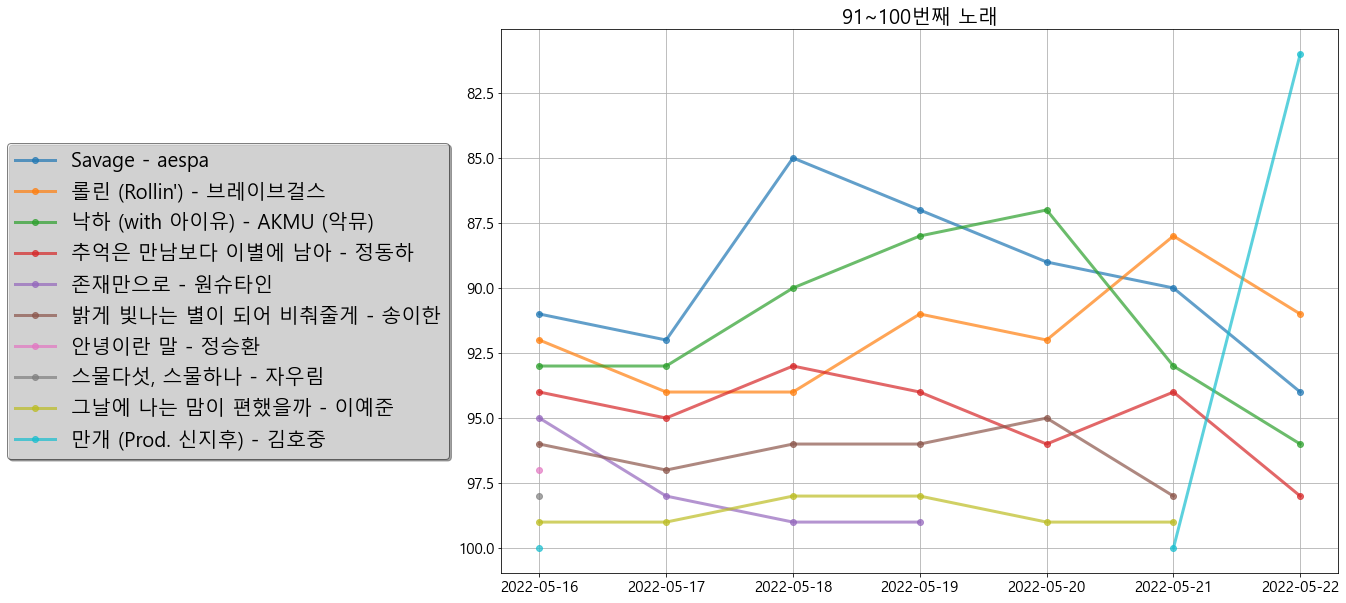 91~100번째 노래
Savage - aespa
롤린 (Rollin') - 브레이브걸스
낙하 (with 아이유) - AKMU (악뮤)
추억은 만남보다 이별에 남아 - 정동하
존재만으로 - 원슈타인
밝게 빛나는 별이 되어 비춰줄게 - 송이한
안녕이란 말 - 정승환
스물다섯, 스물하나 - 자우림
그날에 나는 맘이 편했을까 - 이예준
만개 (Prod. 신지후) - 김호중
82.5
85.0
87.5
90.0
92.5
95.0
97.5
100.0
2022-05-16 2022-05-17 2022-05-18 2022-05-19 2022-05-20 2022-05-21 2022-05-22